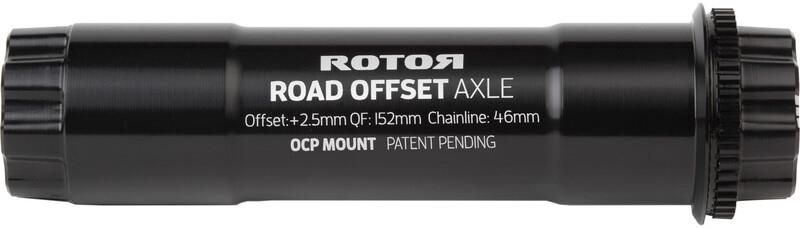 ROTOR
ROAD OFFSET AXLE
Offset:+2.5mm QF: 152mm Chainline: 46mm
OCP MOUNT PATENT PENDING